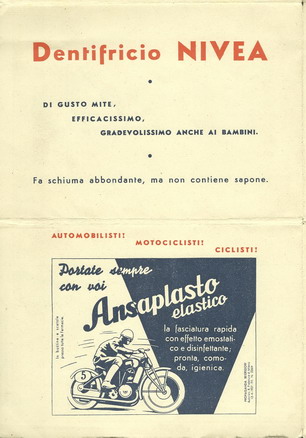 Dentifricio NIVEA
DI GUSTO MITE,
EFFICACISSIMO,
GRADEVOLISSIMO ANCHE AI BAMBINI.
Fa schiuma abbondante, ma non contiene sapone.
AUTOMOBILISTI!
MOTOCICLISTI!
CICLISTI!
Portate sempre
con voi
Ansaplasto
elastico
la fasciatura rapida
con effetto emostati-
co e disinfettante;
pronta, como-
da, igienica.
5